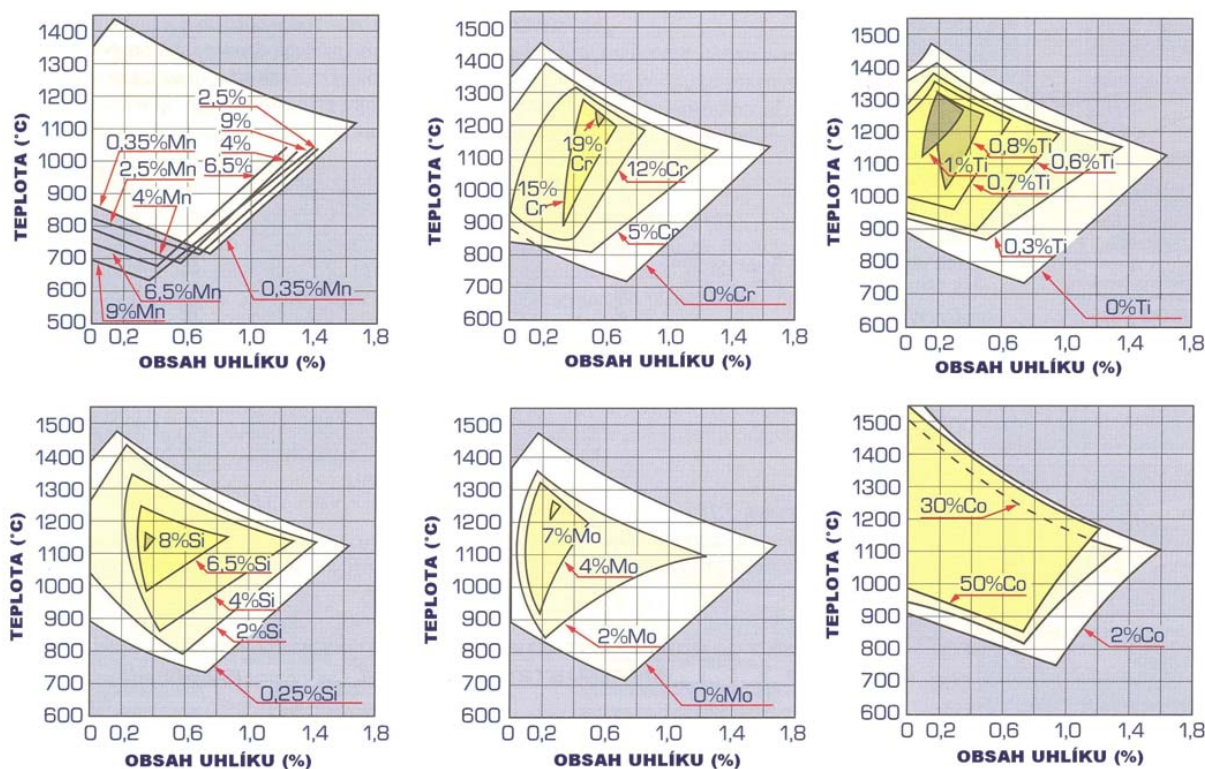 TEPLOTA (°C)
1400
1300
1200
1100
1000
900
800
700
600
500
2,5%
9%
4%
6,5%
0,35%Mn
2,5%Mn
4%Mn
6,5%Mn
9%Mn
0,35%Mn
0 0,2 0,6 1,0 1,4 1,8
OBSAH UHLÍKU (%)
TEPLOTA (°C)
1500
1400
1300
1200
1100
1000
900
800
700
600
19%
Cr
12%Cr
15%
Cr
5%Cr
0%Cr
0 0,2 0,6 1,0 1,4 1,8
OBSAH UHLÍKU (%)
TEPLOTA (°C)
1500
1400
1300
1200
1100
1000
900
800
700
600
0,8%Ti
1%Ti
0,6%Ti
0,7%Ti
0,3%Ti
0%Ti
0 0,2 0,6 1,0 1,4 1,8
OBSAH UHLÍKU (%)
TEPLOTA (°C)
1500
1400
1300
1200
1100
1000
900
800
700
600
8%Si
6,5%Si
4%Si
2%Si
0,25%Si
0 0,2 0,6 1,0 1,4 1,8
OBSAH UHLÍKU (%)
TEPLOTA (°C)
1500
1400
1300
1200
1100
1000
900
800
700
600
7%Mo
4%Mo
2%Mo
0%Mo
0 0,2 0,6 1,0 1,4 1,8
OBSAH UHLÍKU (%)
TEPLOTA (°C)
1500
1400
1300
1200
1100
1000
900
800
700
600
30%Co
50%Co
2%Co
0 0,2 0,6 1,0 1,4 1,8
OBSAH UHLÍKU (%)